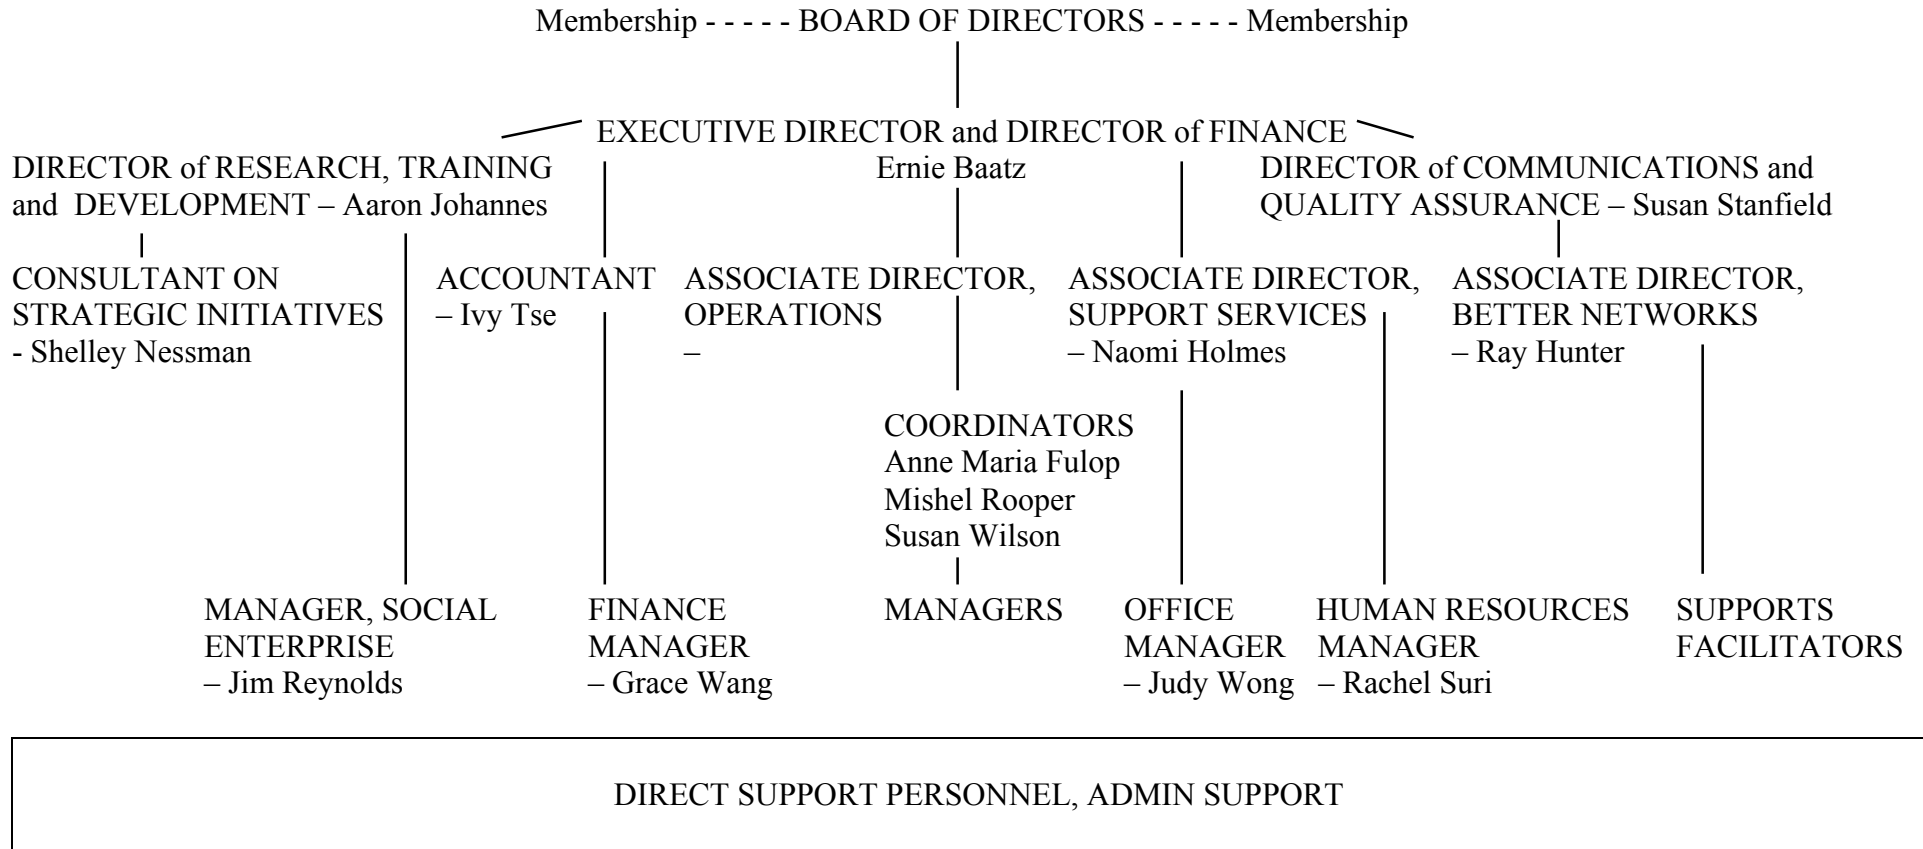 Membership - - - - - BOARD OF DIRECTORS - - - - - Membership
EXECUTIVE DIRECTOR and DIRECTOR of FINANCE
Ernie Baatz
DIRECTOR of RESEARCH, TRAINING
and DEVELOPMENT – Aaron Johannes
DIRECTOR of COMMUNICATIONS and
QUALITY ASSURANCE – Susan Stanfield
CONSULTANT ON
STRATEGIC INITIATIVES
- Shelley Nessman
ACCOUNTANT
– Ivy Tse
ASSOCIATE DIRECTOR,
OPERATIONS
–
ASSOCIATE DIRECTOR,
SUPPORT SERVICES
– Naomi Holmes
ASSOCIATE DIRECTOR,
BETTER NETWORKS
– Ray Hunter
COORDINATORS
Anne Maria Fulop
Mishel Rooper
Susan Wilson
MANAGER, SOCIAL
ENTERPRISE
– Jim Reynolds
FINANCE
MANAGER
– Grace Wang
MANAGERS
OFFICE
MANAGER
– Judy Wong
HUMAN RESOURCES
MANAGER
– Rachel Suri
SUPPORTS
FACILITATORS
DIRECT SUPPORT PERSONNEL, ADMIN SUPPORT